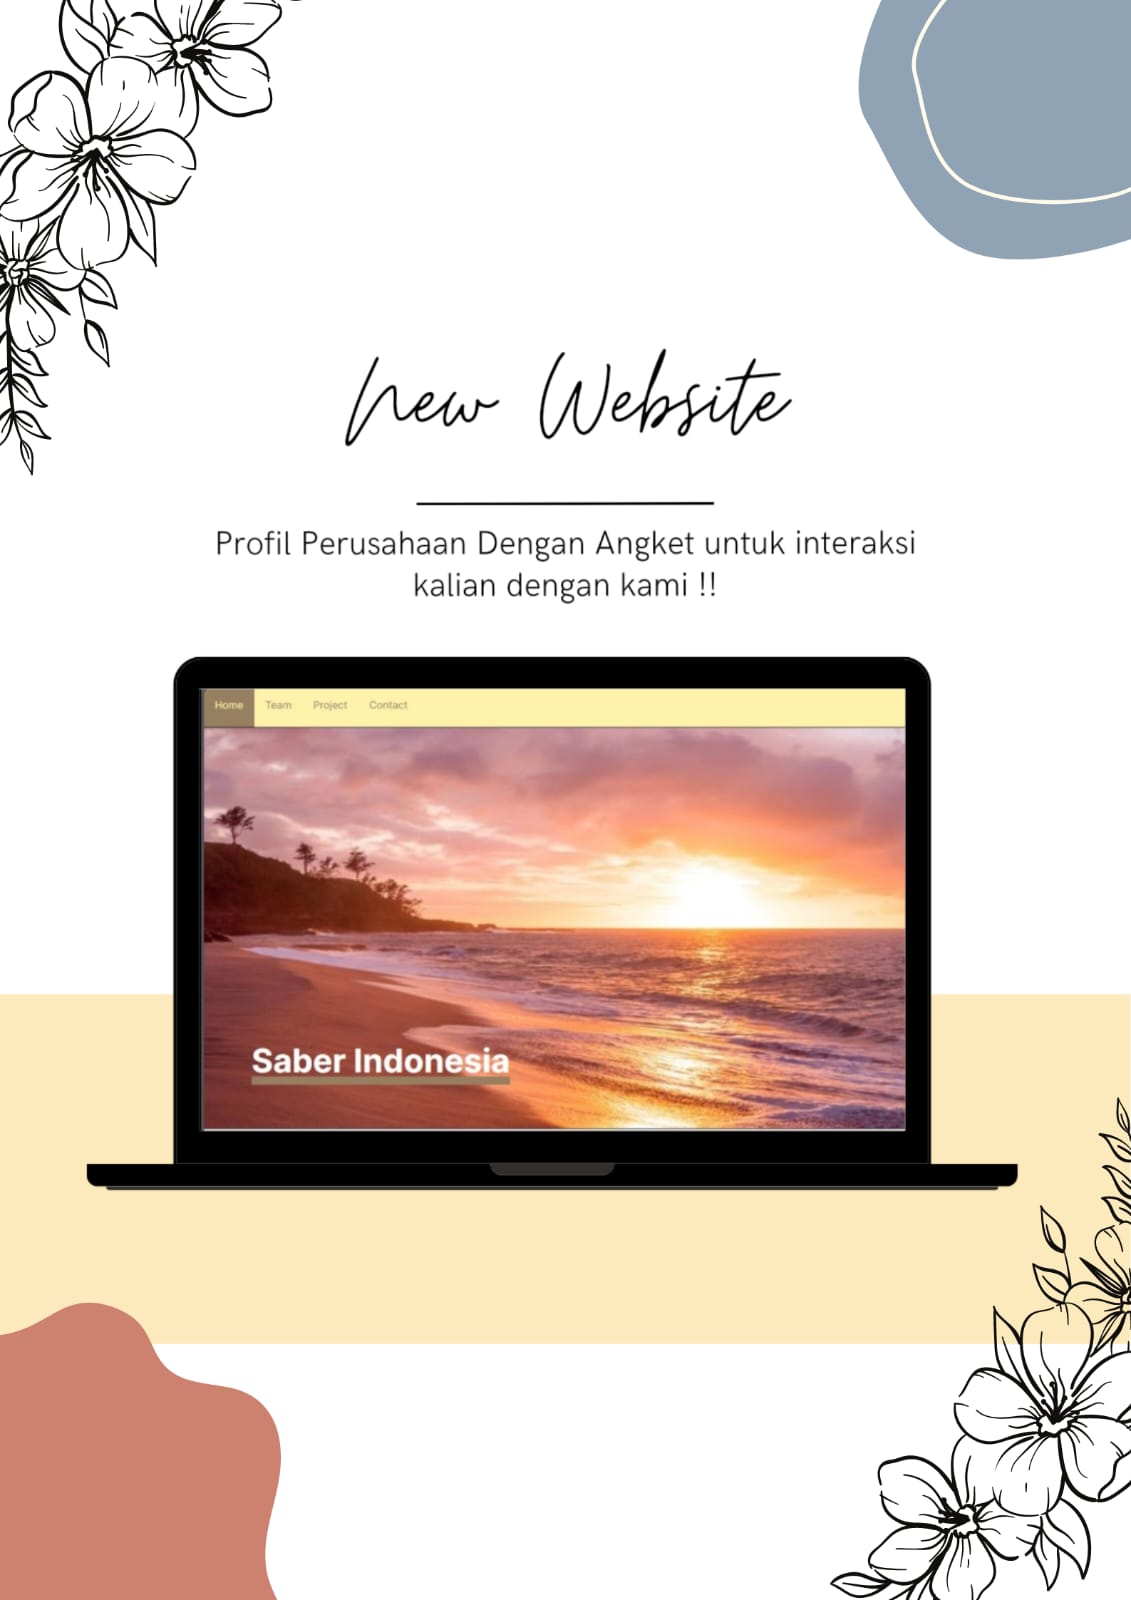 New Website
Profil Perusahaan Dengan Angket untuk interaksi
kalian dengan kami !!
Home Team Project Contact
Saber Indonesia